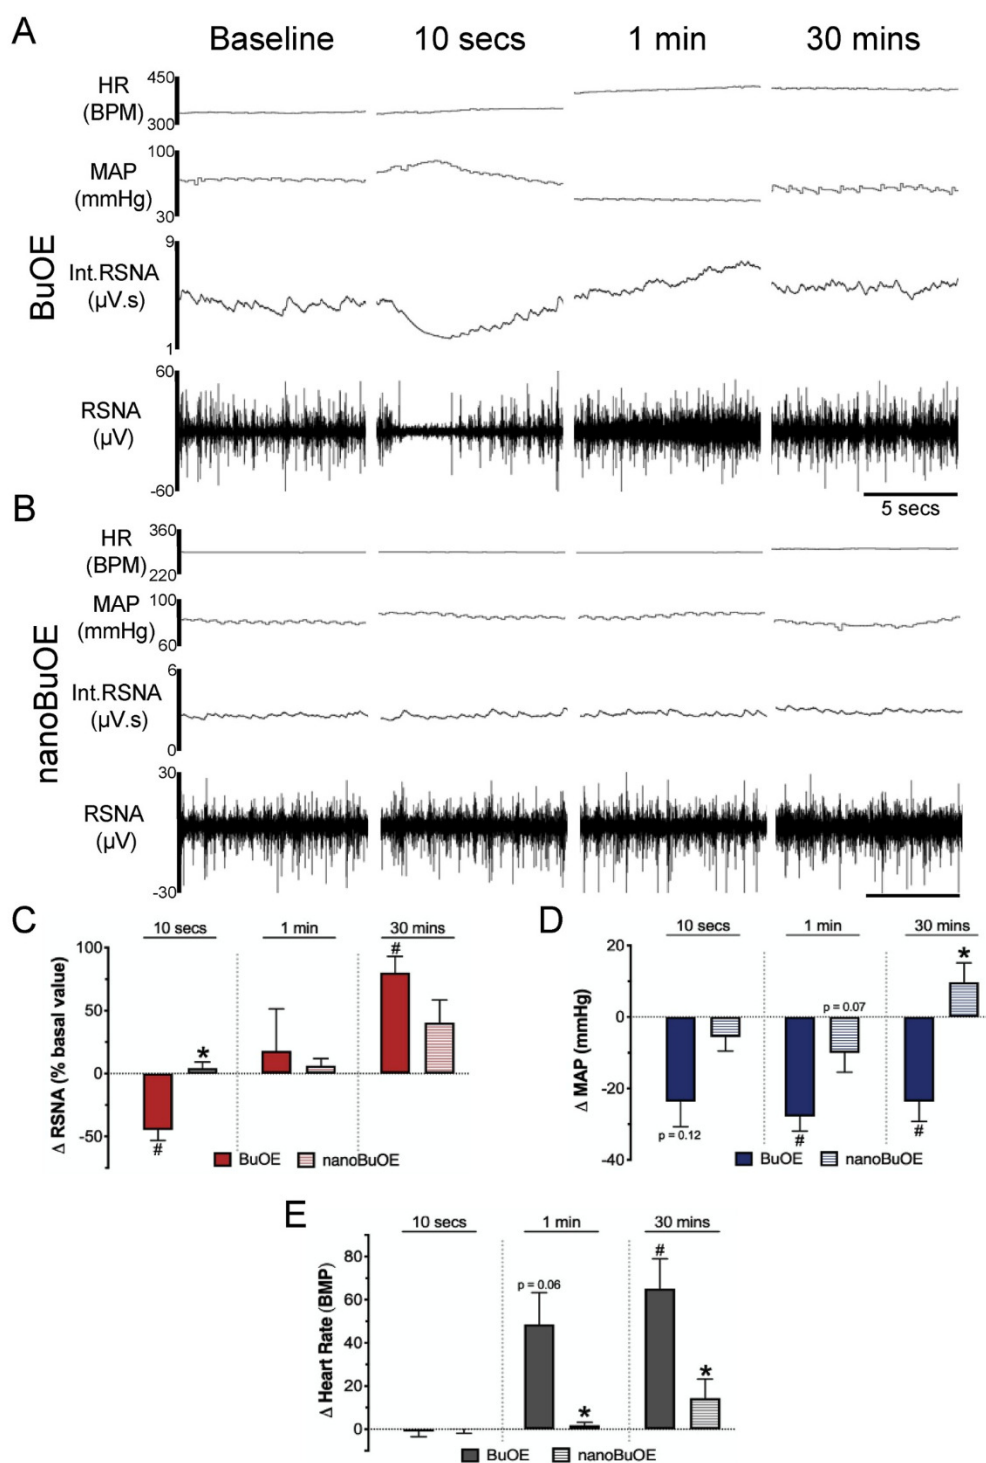 A
Baseline 10 secs 1 min 30 mins
HR
(BPM)
450
300
MAP
(mmHg)
100
30
BuOE
Int.RSNA
(µV.s)
9
1
RSNA
(µV)
60
-60
5 secs
B
HR
(BPM)
360
220
MAP
(mmHg)
100
60
nanoBuOE
Int.RSNA
(µV.s)
6
0
RSNA
(µV)
30
-30
C
10 secs 1 min 30 mins
Δ RSNA (% basal value)
100
50
0
-50
#
*
#
BuOE nanoBuOE
D
10 secs 1 min 30 mins
Δ MAP (mmHg)
20
0
-20
-40
p = 0.12
p = 0.07
#
*
#
BuOE nanoBuOE
E
10 secs 1 min 30 mins
Δ Heart Rate (BMP)
80
60
40
20
0
p = 0.06
*
#
*
BuOE nanoBuOE